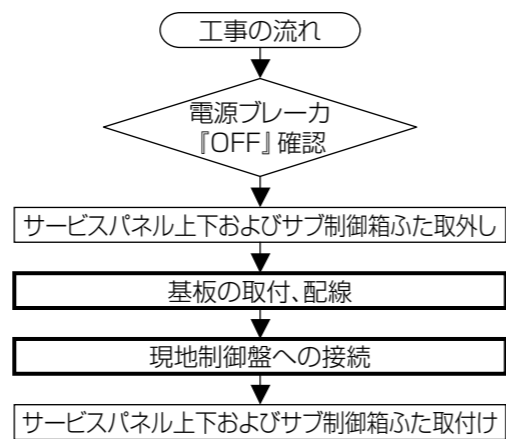 工事の流れ
電源ブレーカ
『OFF』確認
サービスパネル上下およびサブ制御箱ふた取外し
基板の取付、配線
現地制御盤への接続
サービスパネル上下およびサブ制御箱ふた取付け